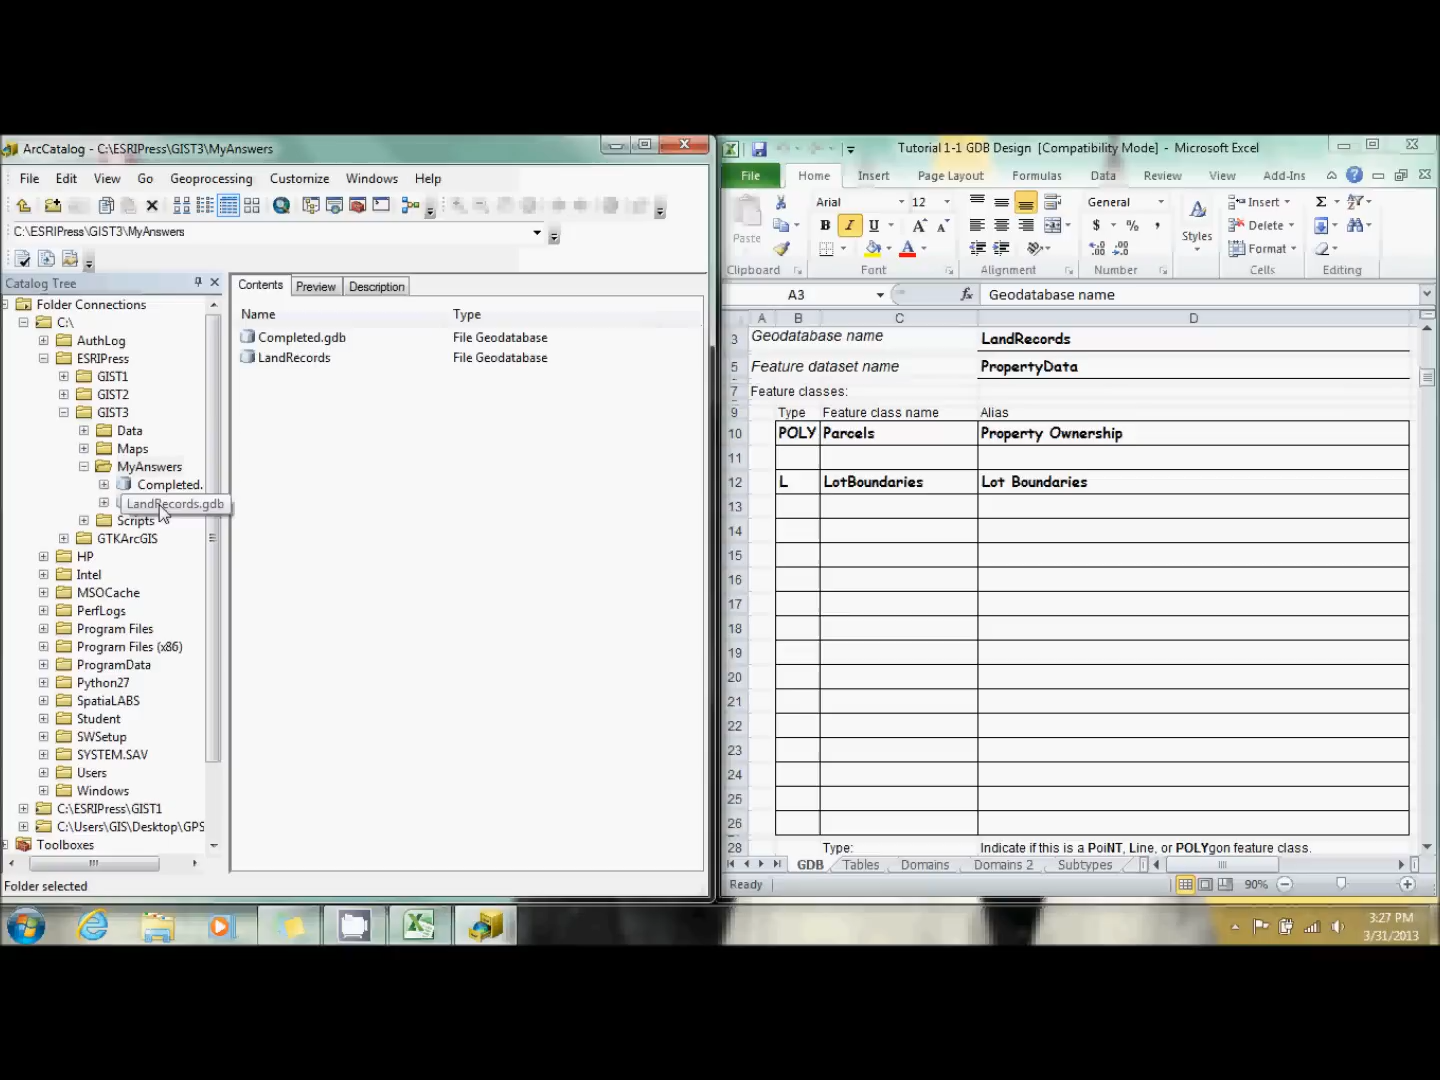 ArcCatalog - C:\ESRIPress\GIST3\MyAnswers
File Edit View Go Geoprocessing Customize Windows Help
C:\ESRIPress\GIST3\MyAnswers
Catalog Tree
Folder Connections
C:\
AuthLog
ESRIPress
GIST1
GIST2
GIST3
Data
Maps
MyAnswers
Completed.
LandRecords.gdb
Scripts
GTKArcGIS
HP
Intel
MSOCache
PerfLogs
Program Files
Program Files (x86)
ProgramData
Python27
SpatiaLABS
Student
SWSetup
SYSTEM.SAV
Users
Windows
C:\ESRIPress\GIST1
C:\Users\GIS\Desktop\GPS
Toolboxes
Folder selected
Contents Preview Description
Name Type
Completed.gdb File Geodatabase
LandRecords File Geodatabase
Tutorial 1-1 GDB Design [Compatibility Mode] - Microsoft Excel
File Home Insert Page Layout Formulas Data Review View Add-Ins
Paste
Arial 12
B I U
General
$ % ,
Styles
Insert
Delete
Format
Clipboard Font Alignment Number Cells Editing
A3 fx Geodatabase name
A B C D
3 Geodatabase name LandRecords
5 Feature dataset name PropertyData
7 Feature classes:
9 Type Feature class name Alias
10 POLY Parcels Property Ownership
11
12 L LotBoundaries Lot Boundaries
13
14
15
16
17
18
19
20
21
22
23
24
25
26
28 Type: Indicate if this is a PoiNT, Line, or POLYgon feature class.
GDB Tables Domains Domains 2 Subtypes
Ready 90%
3:27 PM
3/31/2013